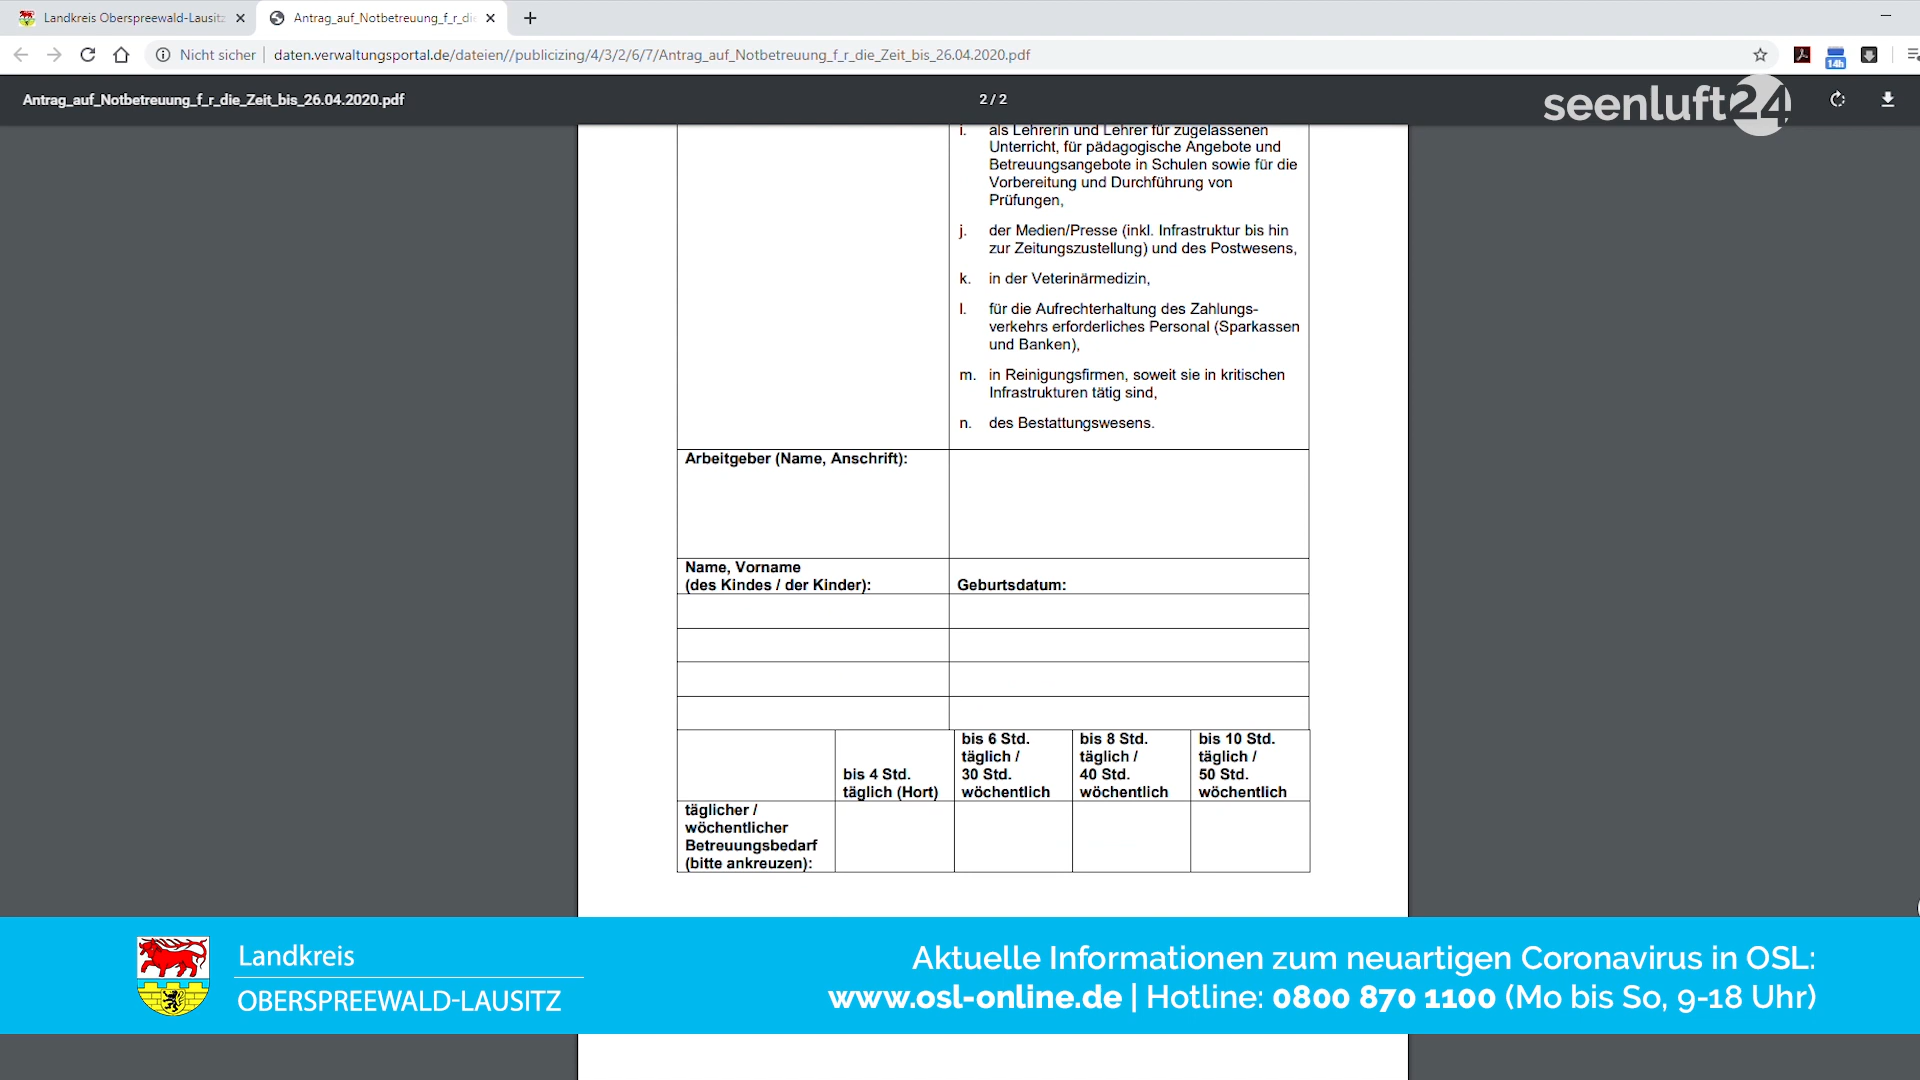 Landkreis Oberspreewald-Lausitz
Antrag_auf_Notbetreuung_f_r_di
Nicht sicher
daten.verwaltungsportal.de/dateien//publicizing/4/3/2/6/7/Antrag_auf_Notbetreuung_f_r_die_Zeit_bis_26.04.2020.pdf
14h
Antrag_auf_Notbetreuung_f_r_die_Zeit_bis_26.04.2020.pdf
2 / 2
seenluft24
i. als Lehrerin und Lehrer für zugelassenen
Unterricht, für pädagogische Angebote und
Betreuungsangebote in Schulen sowie für die
Vorbereitung und Durchführung von
Prüfungen,
j. der Medien/Presse (inkl. Infrastruktur bis hin
zur Zeitungszustellung) und des Postwesens,
k. in der Veterinärmedizin,
l. für die Aufrechterhaltung des Zahlungs-
verkehrs erforderliches Personal (Sparkassen
und Banken),
m. in Reinigungsfirmen, soweit sie in kritischen
Infrastrukturen tätig sind,
n. des Bestattungswesens.
Arbeitgeber (Name, Anschrift):
Name, Vorname
(des Kindes / der Kinder):
Geburtsdatum:
bis 4 Std.
täglich (Hort)
bis 6 Std.
täglich /
30 Std.
wöchentlich
bis 8 Std.
täglich /
40 Std.
wöchentlich
bis 10 Std.
täglich /
50 Std.
wöchentlich
täglicher /
wöchentlicher
Betreuungsbedarf
(bitte ankreuzen):
Landkreis
OBERSPREEWALD-LAUSITZ
Aktuelle Informationen zum neuartigen Coronavirus in OSL:
www.osl-online.de | Hotline: 0800 870 1100 (Mo bis So, 9-18 Uhr)